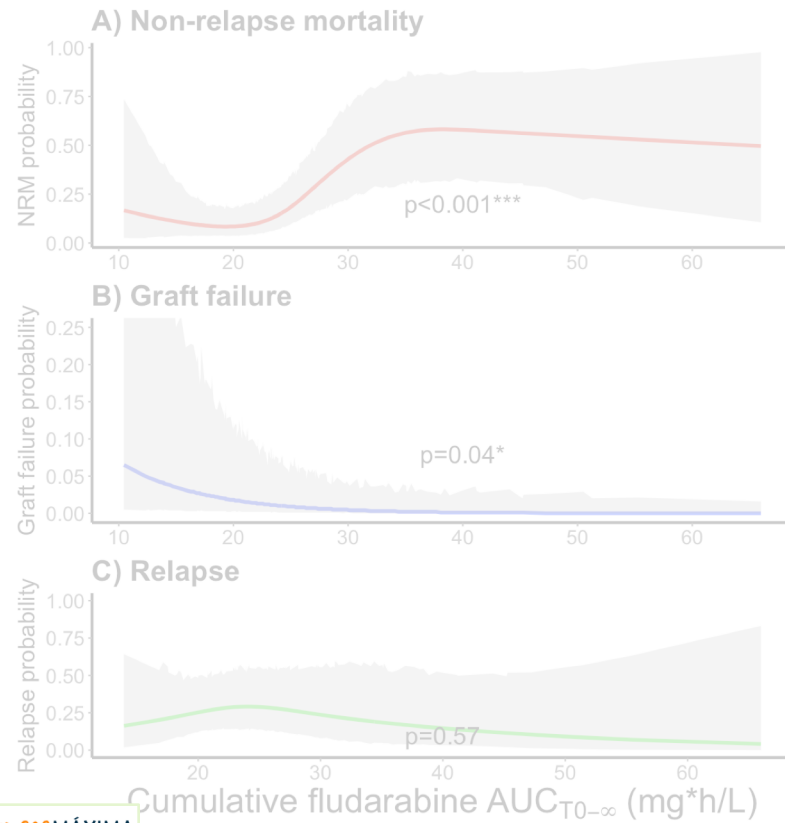 A) Non-relapse mortality
NRM probability
1.00
0.75
0.50
0.25
0.00
p<0.001***
10 20 30 40 50 60
B) Graft failure
Graft failure probability
0.25
0.20
0.15
0.10
0.05
0.00
p=0.04*
10 20 30 40 50 60
C) Relapse
Relapse probability
1.00
0.75
0.50
0.25
0.00
p=0.57
20 30 40 50 60
Cumulative fludarabine AUC_T0–∞ (mg*h/L)
MÁXIMA